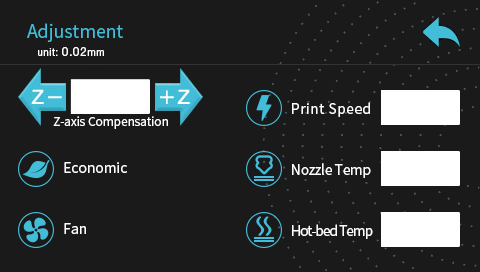 Adjustment
unit: 0.02mm
Z− +Z
Z-axis Compensation
Print Speed
Economic
Nozzle Temp
Fan
Hot-bed Temp